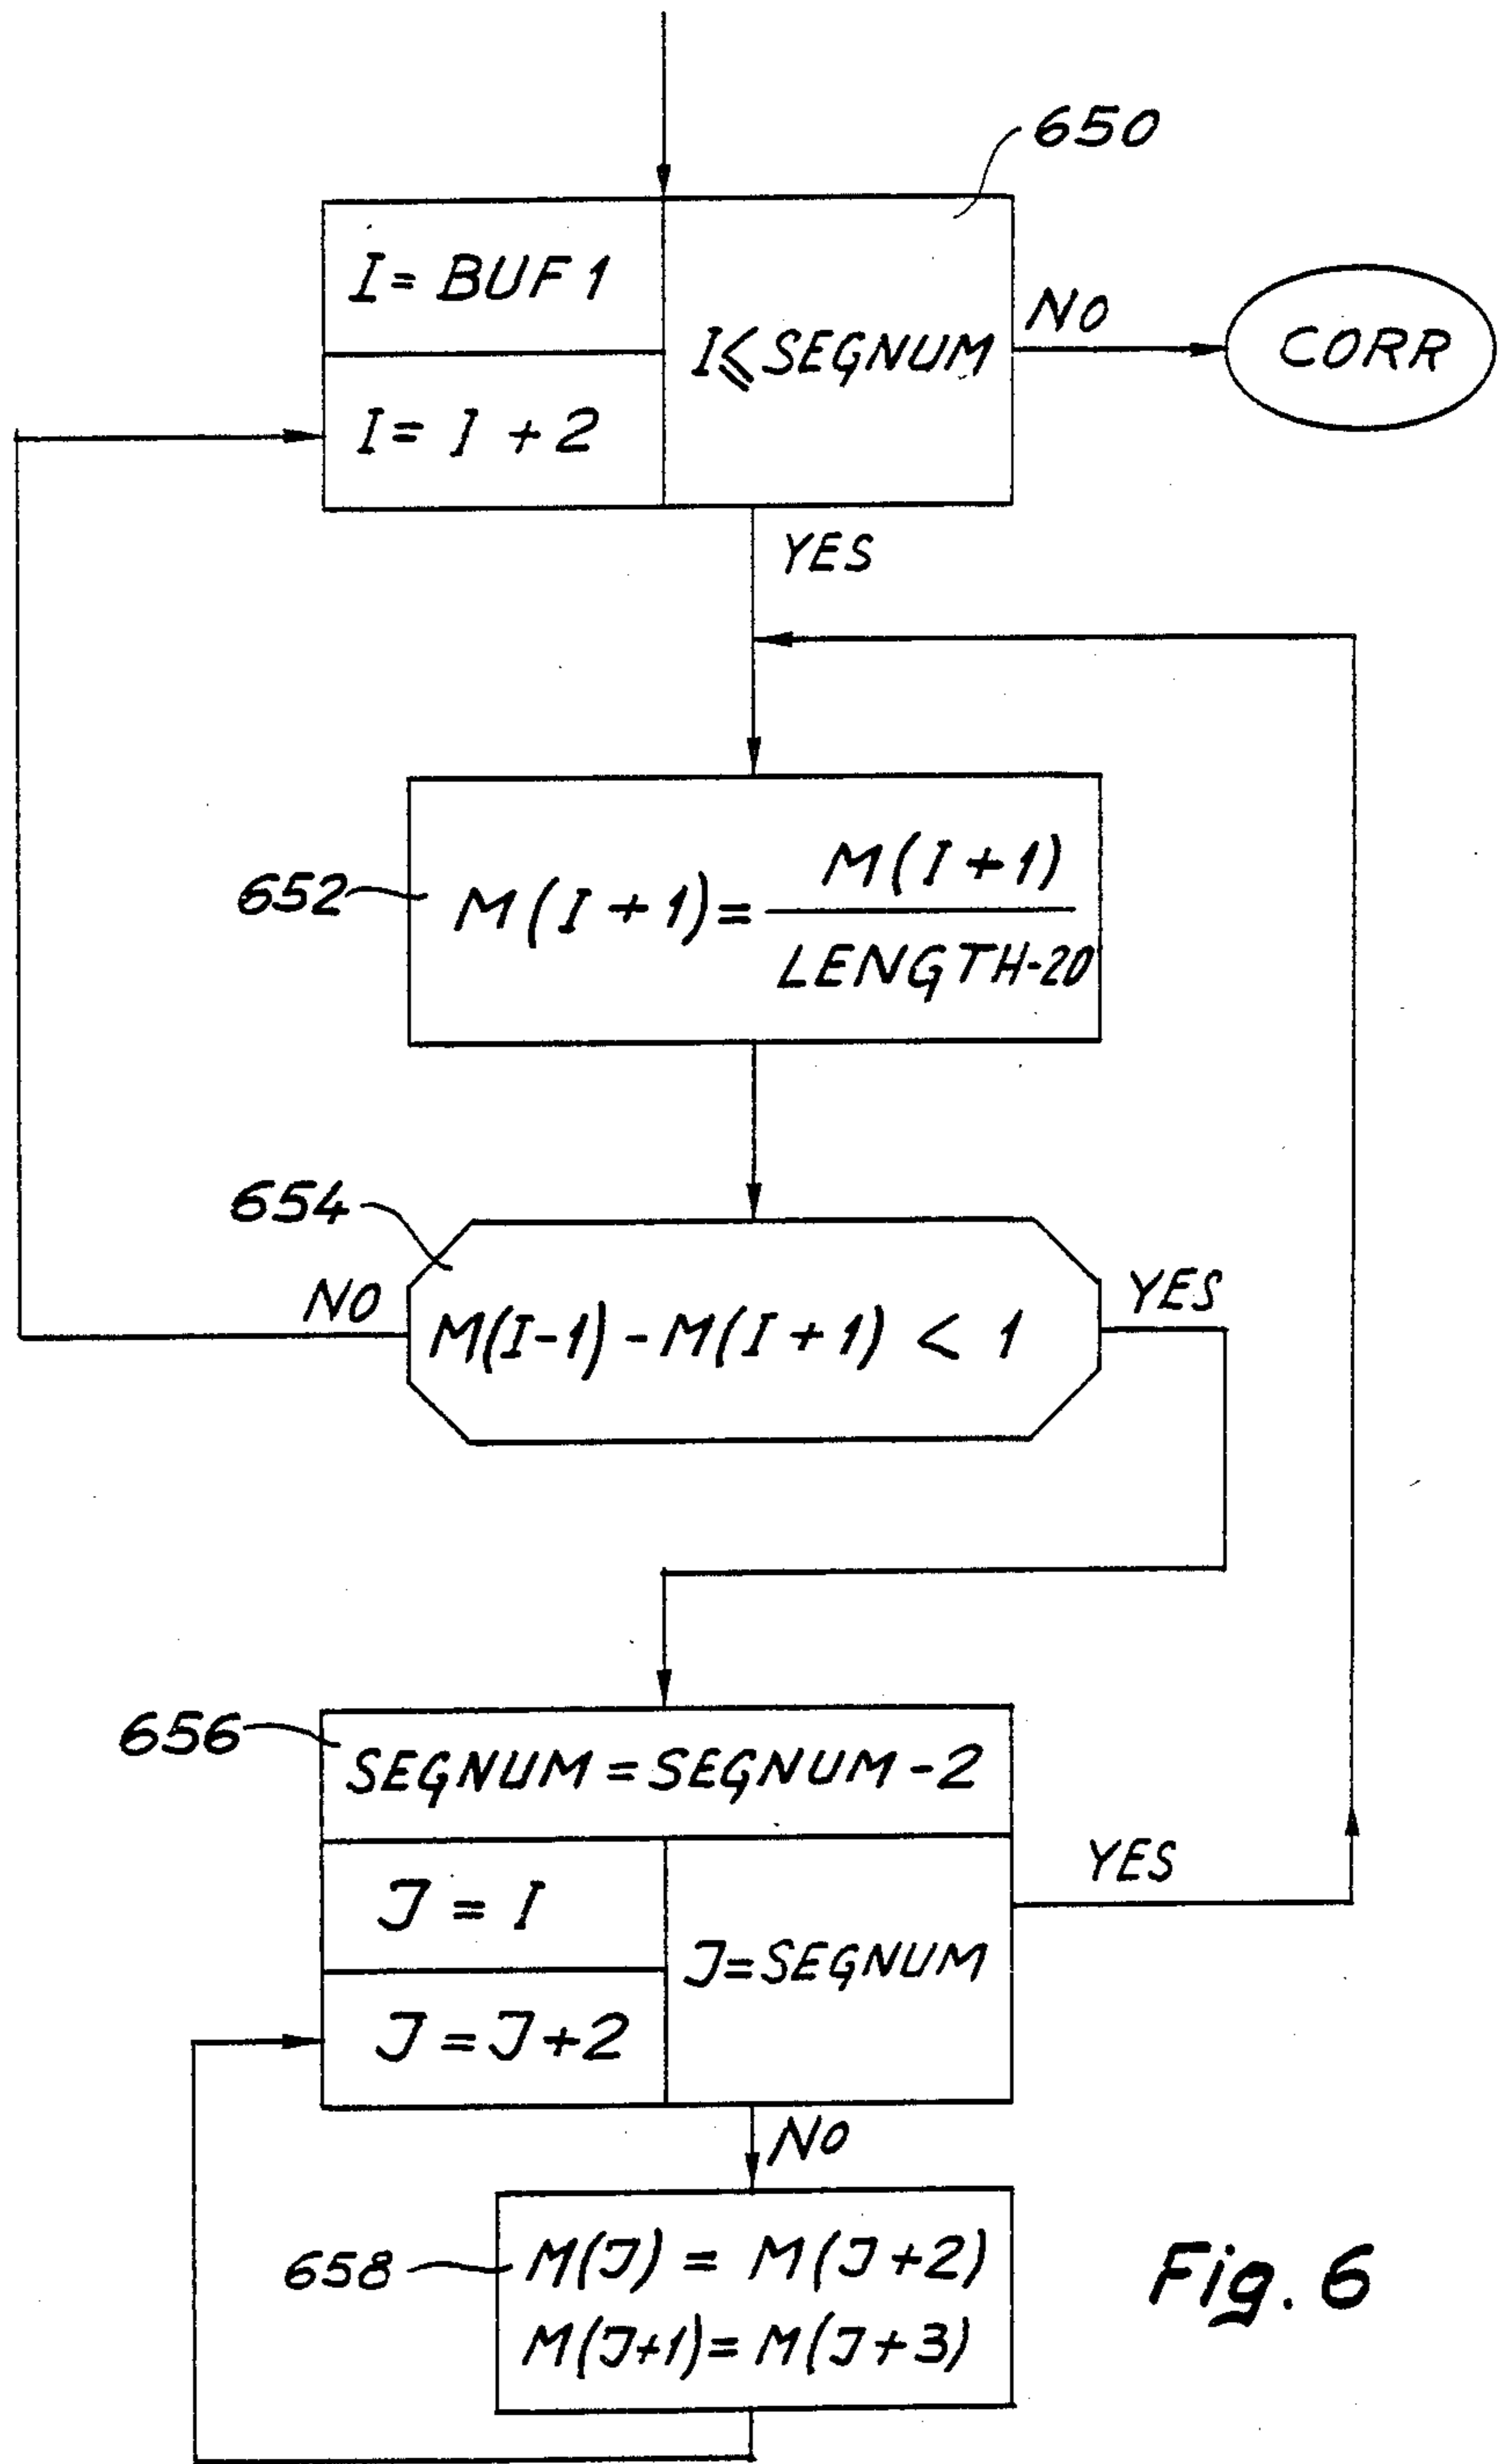 650
I = BUF 1
I ≤ SEGNUM
NO
CORR
I = I + 2
YES
652
M(I + 1) = M(I + 1) / LENGTH-20
654
NO
M(I-1) - M(I + 1) < 1
YES
656
SEGNUM = SEGNUM - 2
YES
J = I
J = SEGNUM
J = J + 2
NO
658
M(J) = M(J + 2)
M(J+1) = M(J + 3)
Fig. 6